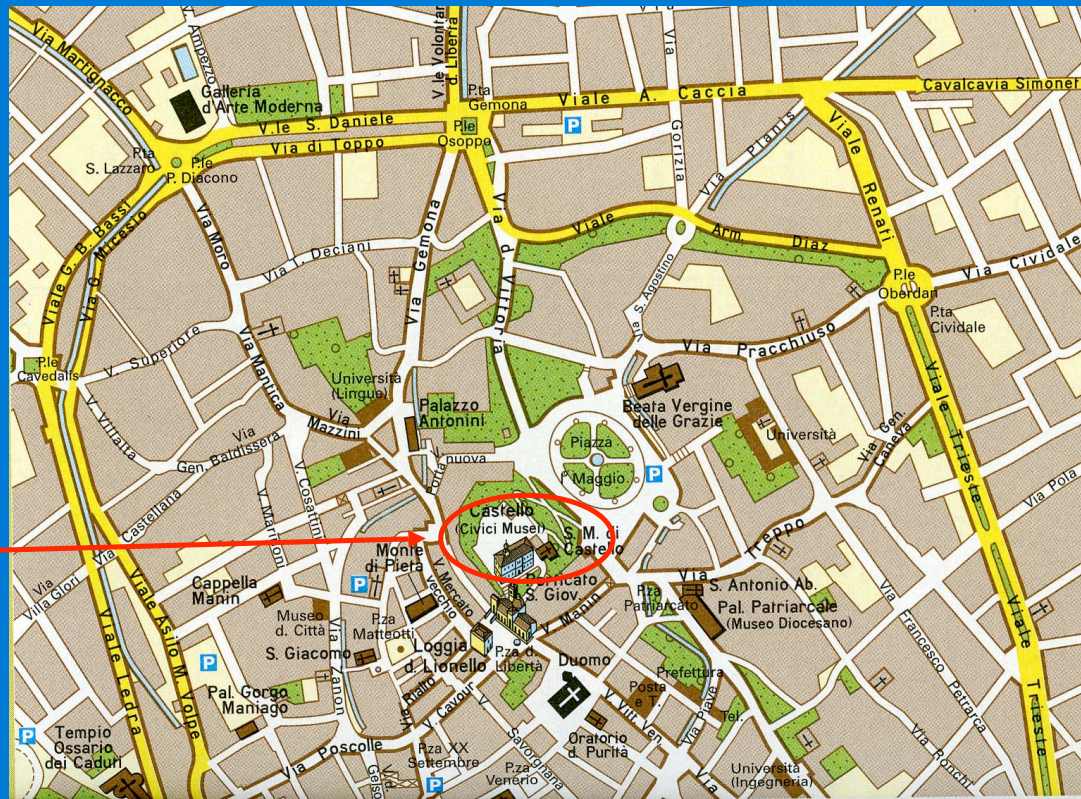 Via Martignacco
Ampezzo
V.le Volontari
d. Libertà
Via
Gorizia
Galleria
d'Arte Moderna
P.ta
Gemona
Viale A. Caccia
Cavalcavia Simonet
V.le S. Daniele
P.le
Osoppo
P
Via di Toppo
P.ta
S. Lazzaro
P.le
P. Diacono
Via Planis
Viale
Renati
Viale G. B. Bassi
Via G. Micesio
Via Moro
Via T. Deciani
Via Gemona
Via d. Vittoria
Viale
Arm.
Diaz
Via Cividale
P.le
Oberdan
P.ta
Cividale
Via
S. Agostino
P.le
Cavedalis
V. Superiore
Via Mantica
Via Pracchiuso
Viale Trieste
Università
(Lingue)
Palazzo
Antonini
Beata Vergine
delle Grazie
V. Vitralta
Via
Gen. Baldissera
Via
Mazzini
Università
Via Gen.
Caneva
Piazza
1º Maggio
P
V. nuova
Porta
Via Pola
Via Castellana
V. Marinoni
V. Cosattini
Castello
(Civici Musei)
S. M. di
Castello
Monte
di Pietà
Via
Villa Glori
Via Treppo
Cappella
Manin
P
V. Mercato
vecchio
Porticato
S. Giov.
S. Antonio Ab.
P.za
Patriarcato
Pal. Patriarcale
(Museo Diocesano)
Museo
d. Città
P.za
Matteotti
V. Manin
Via Francesco Petrarca
Viale Ledra
Via Asilo M. Volpe
S. Giacomo
Via Zanon
Loggia
d. Lionello
P.za d.
Libertà
Duomo
Prefettura
P
Pal. Gorgo
Maniago
Via Rialto
V. Cavour
V.
Savorgnana
Posta
e T.
Via Piave
Tel.
V. Vitt. Ven.
Viale
Trieste
P
Tempio
Ossario
dei Caduti
Via Poscolle
P.za XX
Settembre
P.za
Venerio
Oratorio
d. Purità
Via Ronchi
P
Via
Università
(Ingegneria)